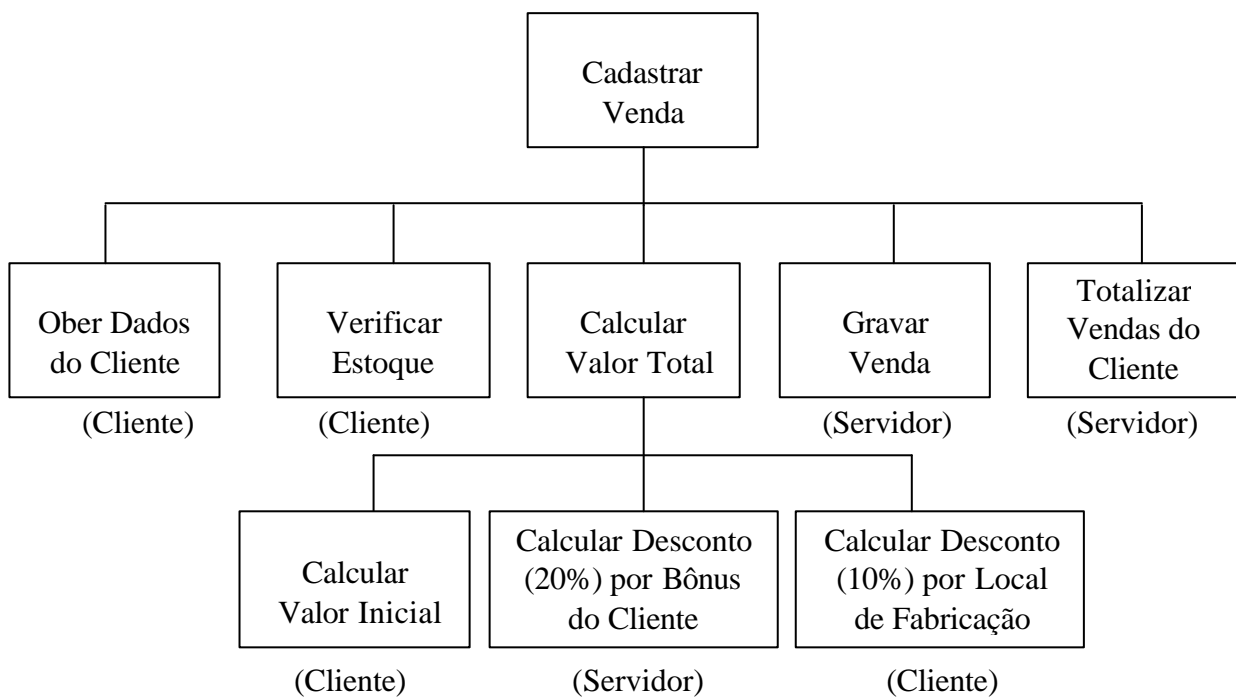 Cadastrar
Venda
Ober Dados
do Cliente
(Cliente)
Verificar
Estoque
(Cliente)
Calcular
Valor Total
Gravar
Venda
(Servidor)
Totalizar
Vendas do
Cliente
(Servidor)
Calcular
Valor Inicial
(Cliente)
Calcular Desconto
(20%) por Bônus
do Cliente
(Servidor)
Calcular Desconto
(10%) por Local
de Fabricação
(Cliente)